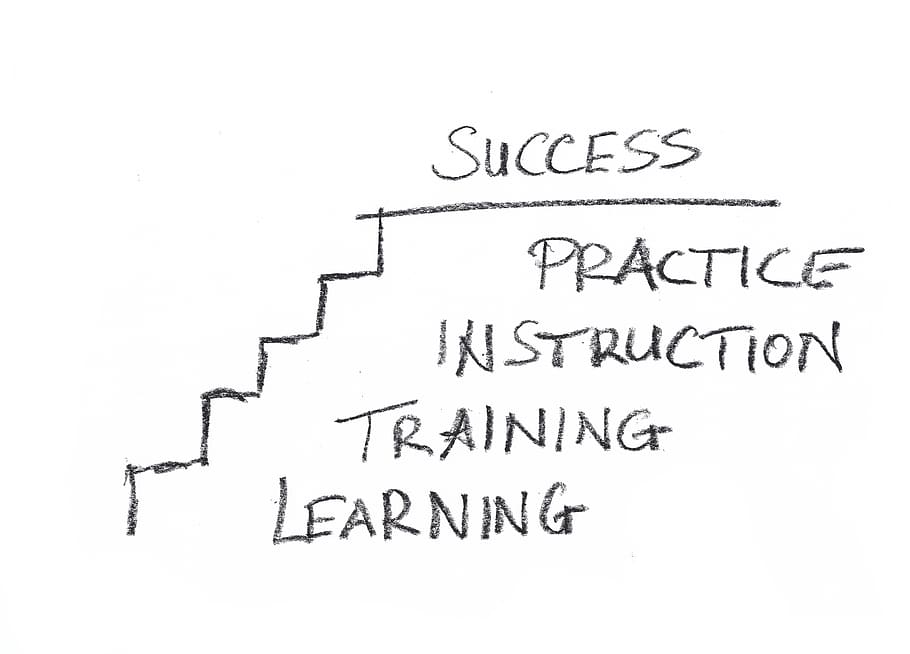 SUCCESS
PRACTICE
INSTRUCTION
TRAINING
LEARNING